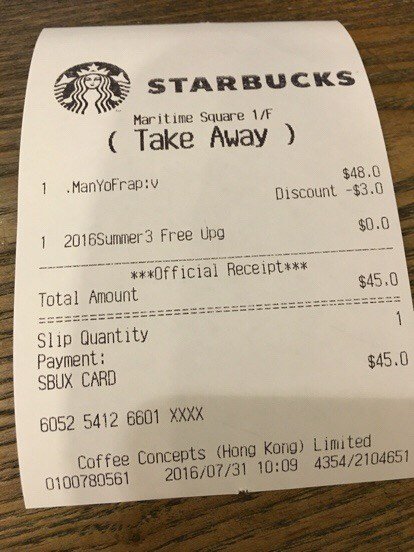 STARBUCKS
Maritime Square 1/F
( Take Away )
1 .ManYoFrap:v $48.0
Discount -$3.0
1 2016Summer3 Free Upg $0.0
***Official Receipt***
Total Amount $45.0
Slip Quantity 1
Payment: $45.0
SBUX CARD
6052 5412 6601 XXXX
Coffee Concepts (Hong Kong) Limited
0100780561 2016/07/31 10:09 4354/2104651